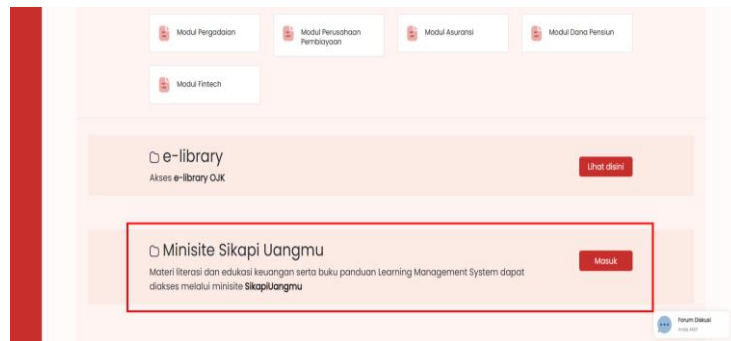 Modul Pergadaian
Modul Perusahaan
Pembiayaan
Modul Asuransi
Modul Dana Pensiun
Modul Fintech
e-library
Akses e-library OJK
Lihat disini
Minisite Sikapi Uangmu
Materi literasi dan edukasi keuangan serta buku panduan Learning Management System dapat
diakses melalui minisite SikapiUangmu
Masuk
Forum Diskusi